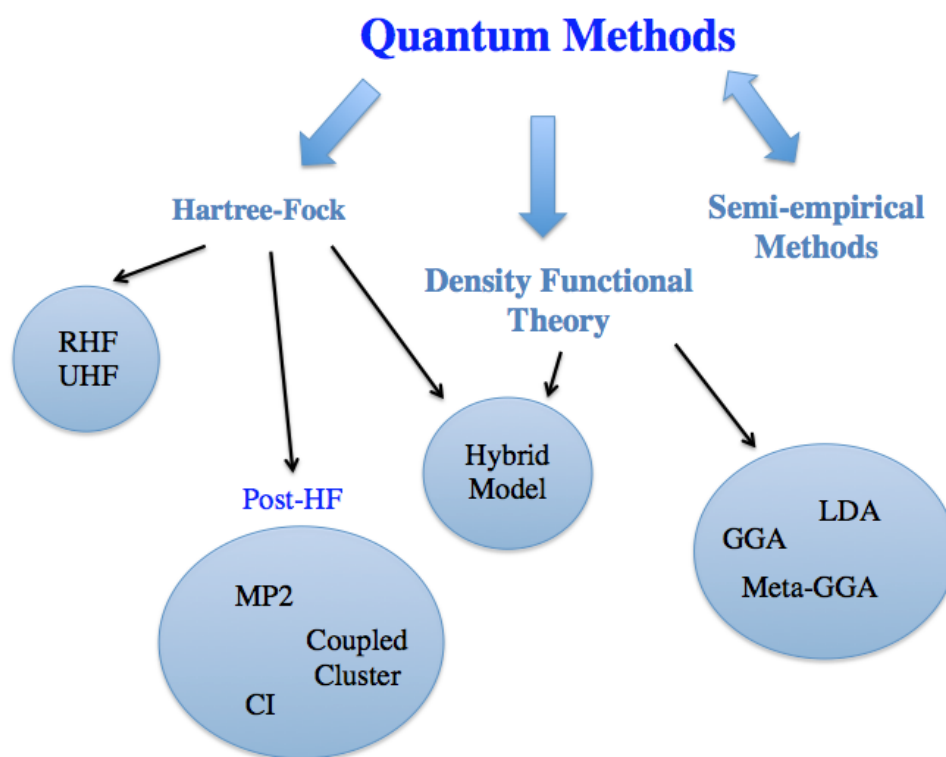 Quantum Methods
Hartree-Fock
Semi-empirical
Methods
Density Functional
Theory
RHF
UHF
Hybrid
Model
Post-HF
LDA
GGA
Meta-GGA
MP2
Coupled
Cluster
CI